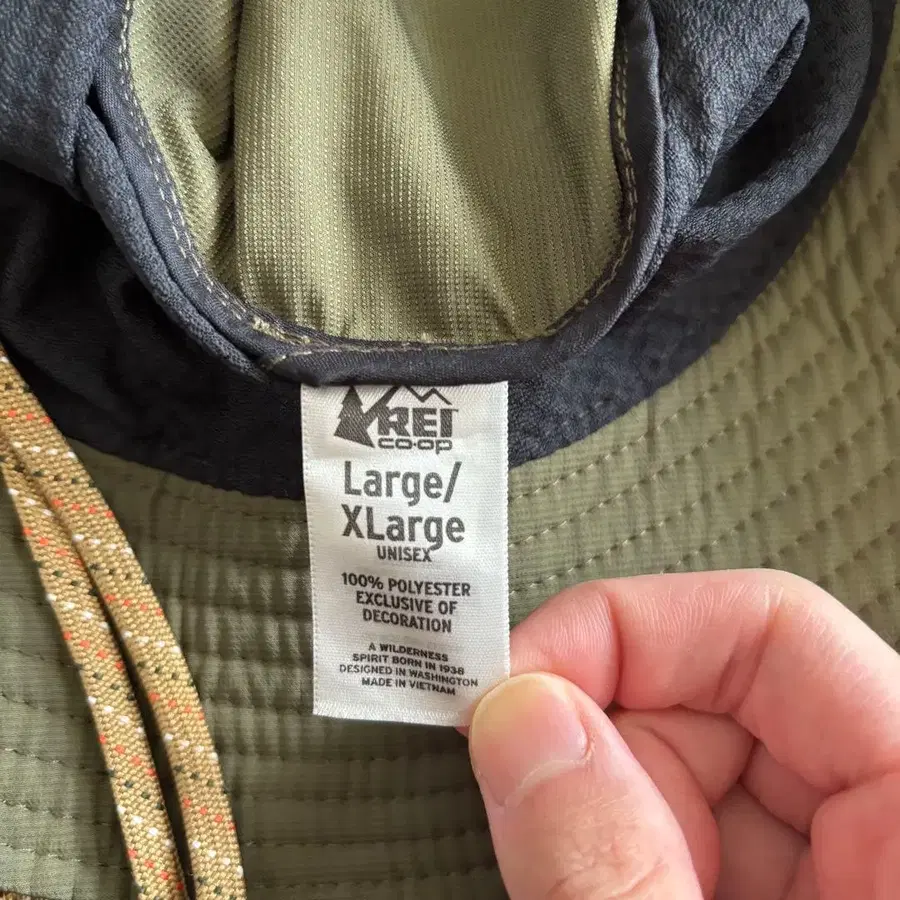 REI
CO·OP
Large/
XLarge
UNISEX
100% POLYESTER
EXCLUSIVE OF
DECORATION
A WILDERNESS
SPIRIT BORN IN 1938
DESIGNED IN WASHINGTON
MADE IN VIETNAM